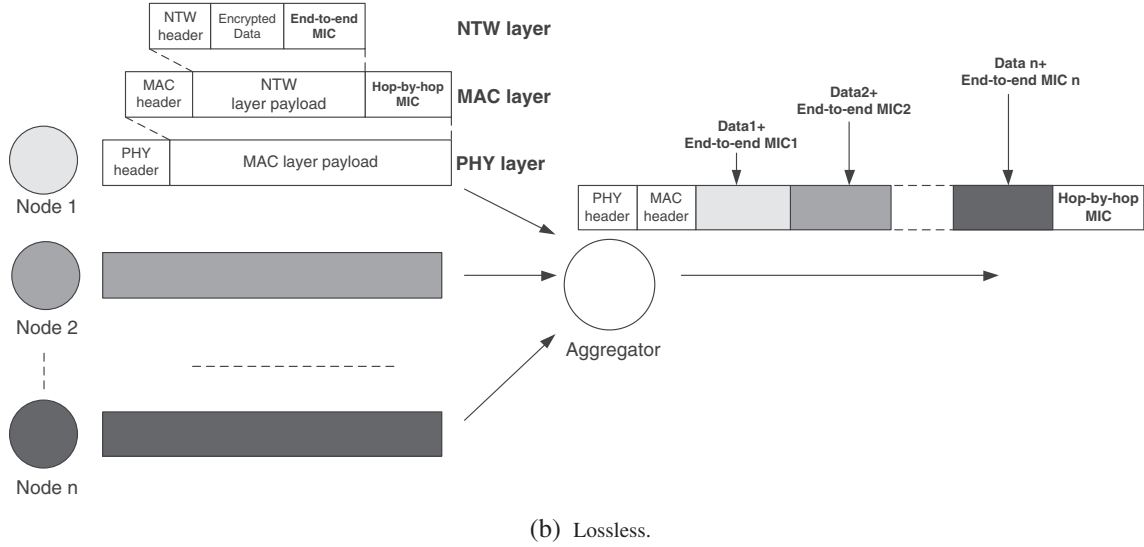 NTW
header
Encrypted
Data
End-to-end
MIC
NTW layer
MAC
header
NTW
layer payload
Hop-by-hop
MIC
MAC layer
PHY
header
MAC layer payload
PHY layer
Node 1
Node 2
Node n
Aggregator
Data1+
End-to-end MIC1
Data2+
End-to-end MIC2
Data n+
End-to-end MIC n
PHY
header
MAC
header
Hop-by-hop
MIC
(b) Lossless.